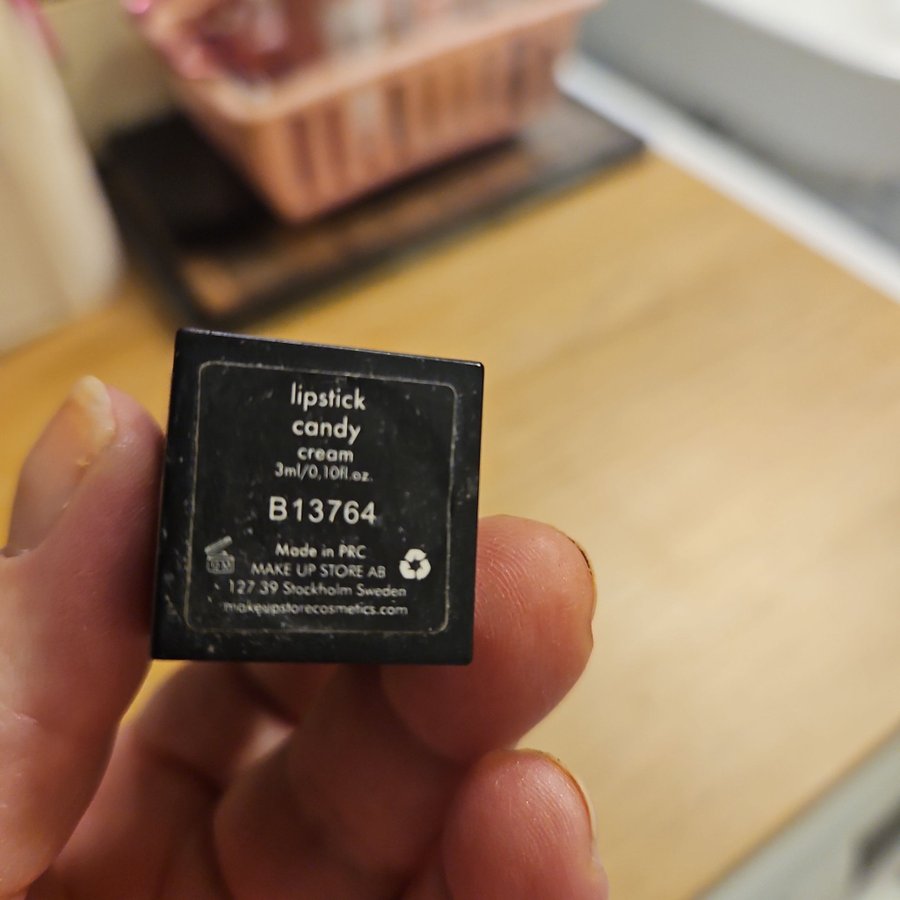 lipstick
candy
cream
3ml/0,10fl.oz.
B13764
Made in PRC
MAKE UP STORE AB
127 39 Stockholm Sweden
makeupstorecosmetics.com